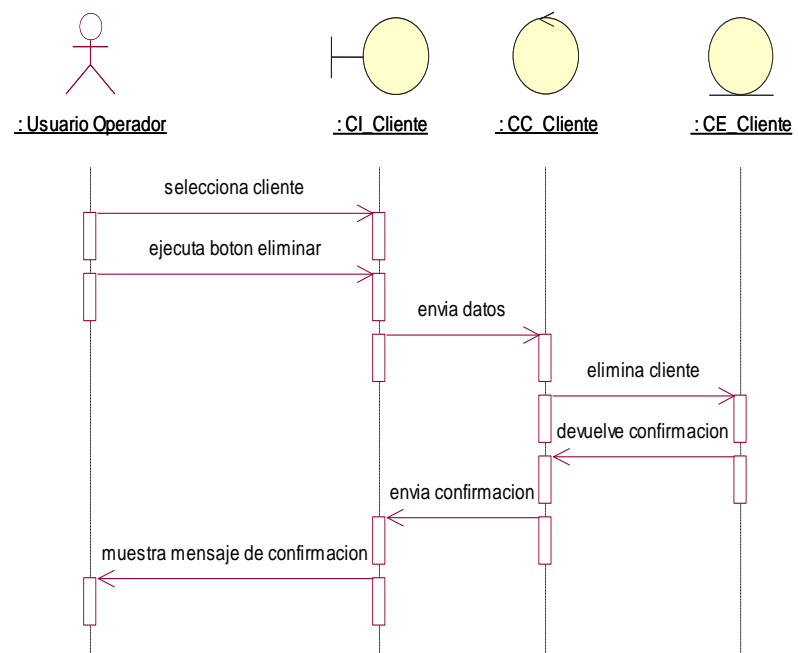 : Usuario Operador
: CI_Cliente
: CC_Cliente
: CE_Cliente
selecciona cliente
ejecuta boton eliminar
envia datos
elimina cliente
devuelve confirmacion
envia confirmacion
muestra mensaje de confirmacion